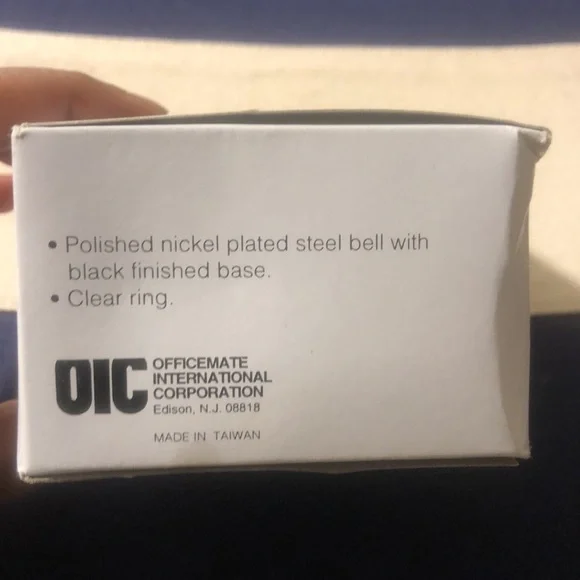 • Polished nickel plated steel bell with
black finished base.
• Clear ring.
OIC
OFFICEMATE
INTERNATIONAL
CORPORATION
Edison, N.J. 08818
MADE IN TAIWAN